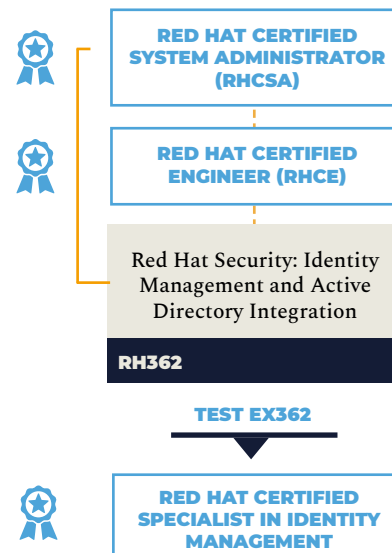 RED HAT CERTIFIED
SYSTEM ADMINISTRATOR
(RHCSA)
RED HAT CERTIFIED
ENGINEER (RHCE)
Red Hat Security: Identity
Management and Active
Directory Integration
RH362
TEST EX362
RED HAT CERTIFIED
SPECIALIST IN IDENTITY
MANAGEMENT